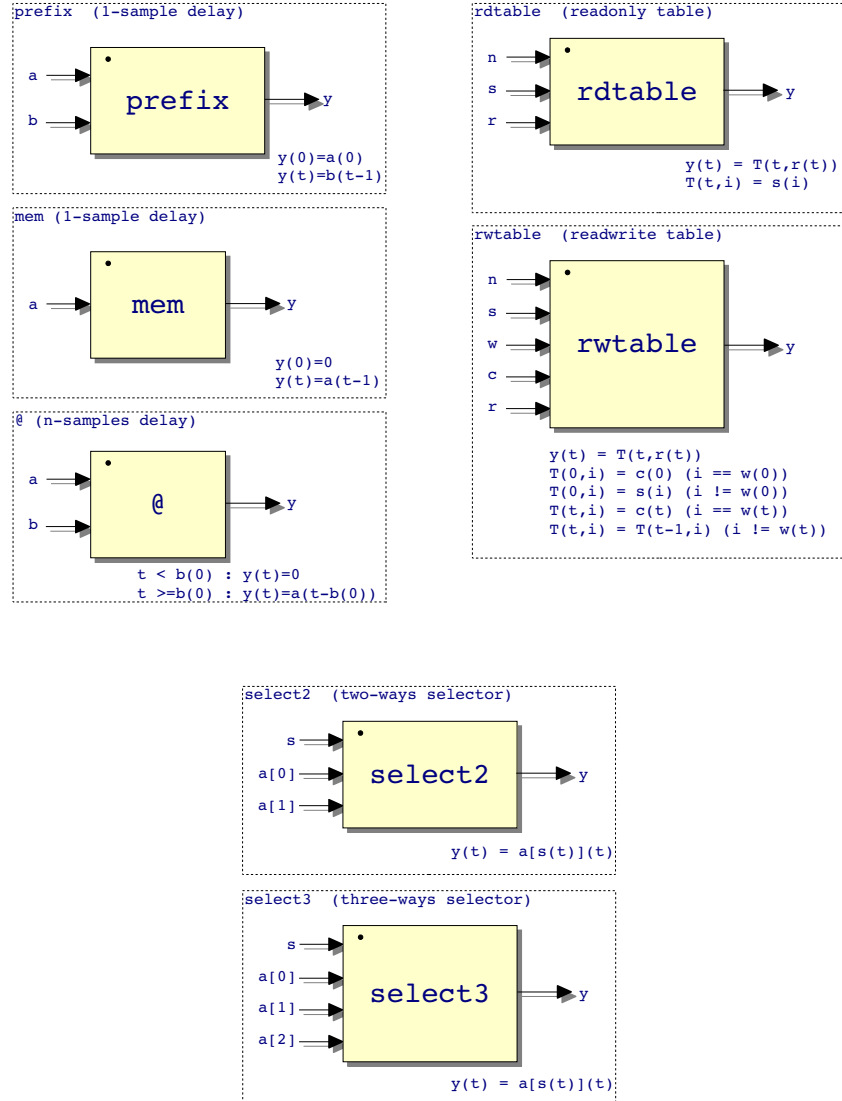 prefix (1-sample delay)
a
b
prefix
y
y(0)=a(0)
y(t)=b(t-1)
mem (1-sample delay)
a
mem
y
y(0)=0
y(t)=a(t-1)
@ (n-samples delay)
a
b
@
y
t < b(0) : y(t)=0
t >=b(0) : y(t)=a(t-b(0))
rdtable (readonly table)
n
s
r
rdtable
y
y(t) = T(t,r(t))
T(t,i) = s(i)
rwtable (readwrite table)
n
s
w
c
r
rwtable
y
y(t) = T(t,r(t))
T(0,i) = c(0) (i == w(0))
T(0,i) = s(i) (i != w(0))
T(t,i) = c(t) (i == w(t))
T(t,i) = T(t-1,i) (i != w(t))
select2 (two-ways selector)
s
a[0]
a[1]
select2
y
y(t) = a[s(t)](t)
select3 (three-ways selector)
s
a[0]
a[1]
a[2]
select3
y
y(t) = a[s(t)](t)